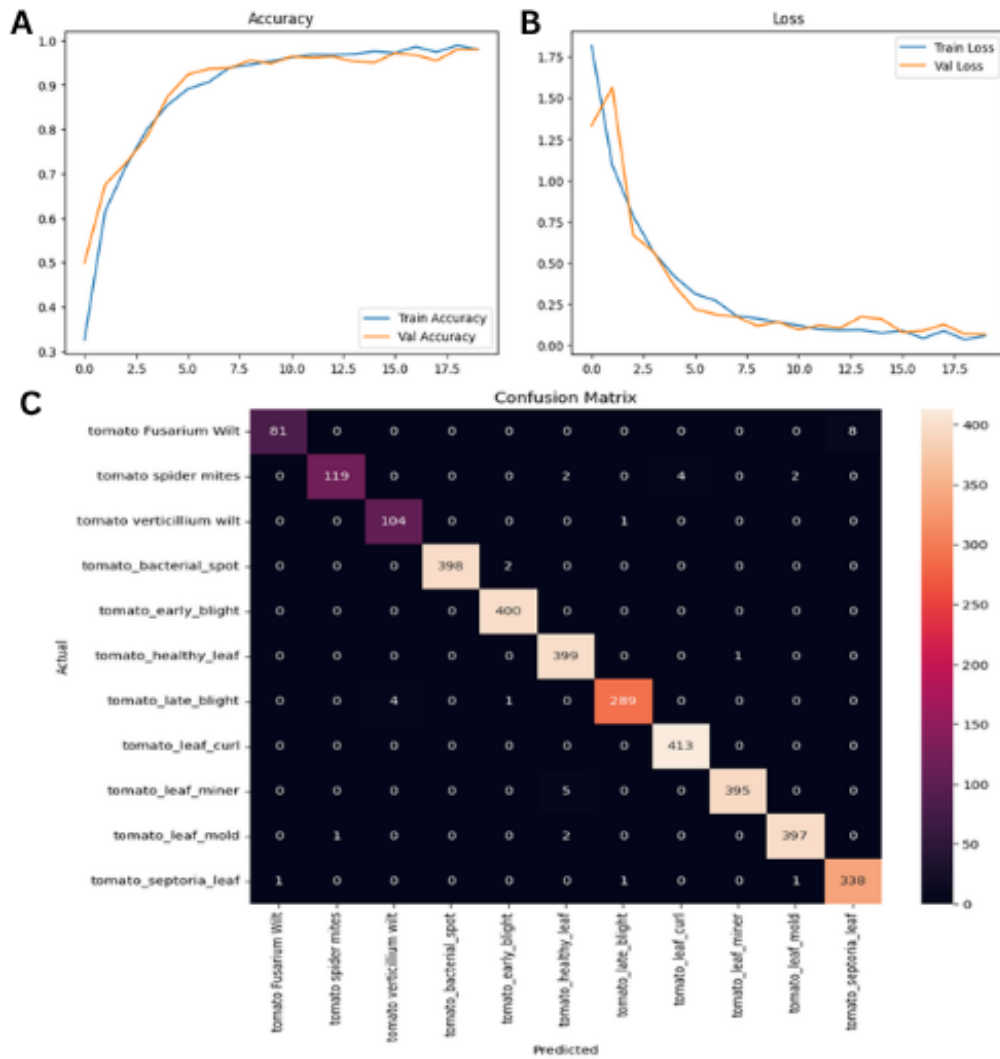 A
Accuracy
1.0
0.9
0.8
0.7
0.6
0.5
0.4
0.3
Train Accuracy
Val Accuracy
0.0 2.5 5.0 7.5 10.0 12.5 15.0 17.5
B
Loss
1.75
1.50
1.25
1.00
0.75
0.50
0.25
0.00
Train Loss
Val Loss
0.0 2.5 5.0 7.5 10.0 12.5 15.0 17.5
C
Confusion Matrix
Actual
tomato Fusarium Wilt 81 0 0 0 0 0 0 0 0 0 8
tomato spider mites 0 119 0 0 0 2 0 4 0 2 0
tomato verticillium wilt 0 0 104 0 0 0 1 0 0 0 0
tomato_bacterial_spot 0 0 0 398 2 0 0 0 0 0 0
tomato_early_blight 0 0 0 0 400 0 0 0 0 0 0
tomato_healthy_leaf 0 0 0 0 0 399 0 0 1 0 0
tomato_late_blight 0 0 4 0 1 0 289 0 0 0 0
tomato_leaf_curl 0 0 0 0 0 0 0 413 0 0 0
tomato_leaf_miner 0 0 0 0 0 5 0 0 395 0 0
tomato_leaf_mold 0 1 0 0 0 2 0 0 0 397 0
tomato_septoria_leaf 1 0 0 0 0 0 1 0 0 1 338
tomato Fusarium Wilt
tomato spider mites
tomato verticillium wilt
tomato_bacterial_spot
tomato_early_blight
tomato_healthy_leaf
tomato_late_blight
tomato_leaf_curl
tomato_leaf_miner
tomato_leaf_mold
tomato_septoria_leaf
Predicted
400
350
300
250
200
150
100
50
0